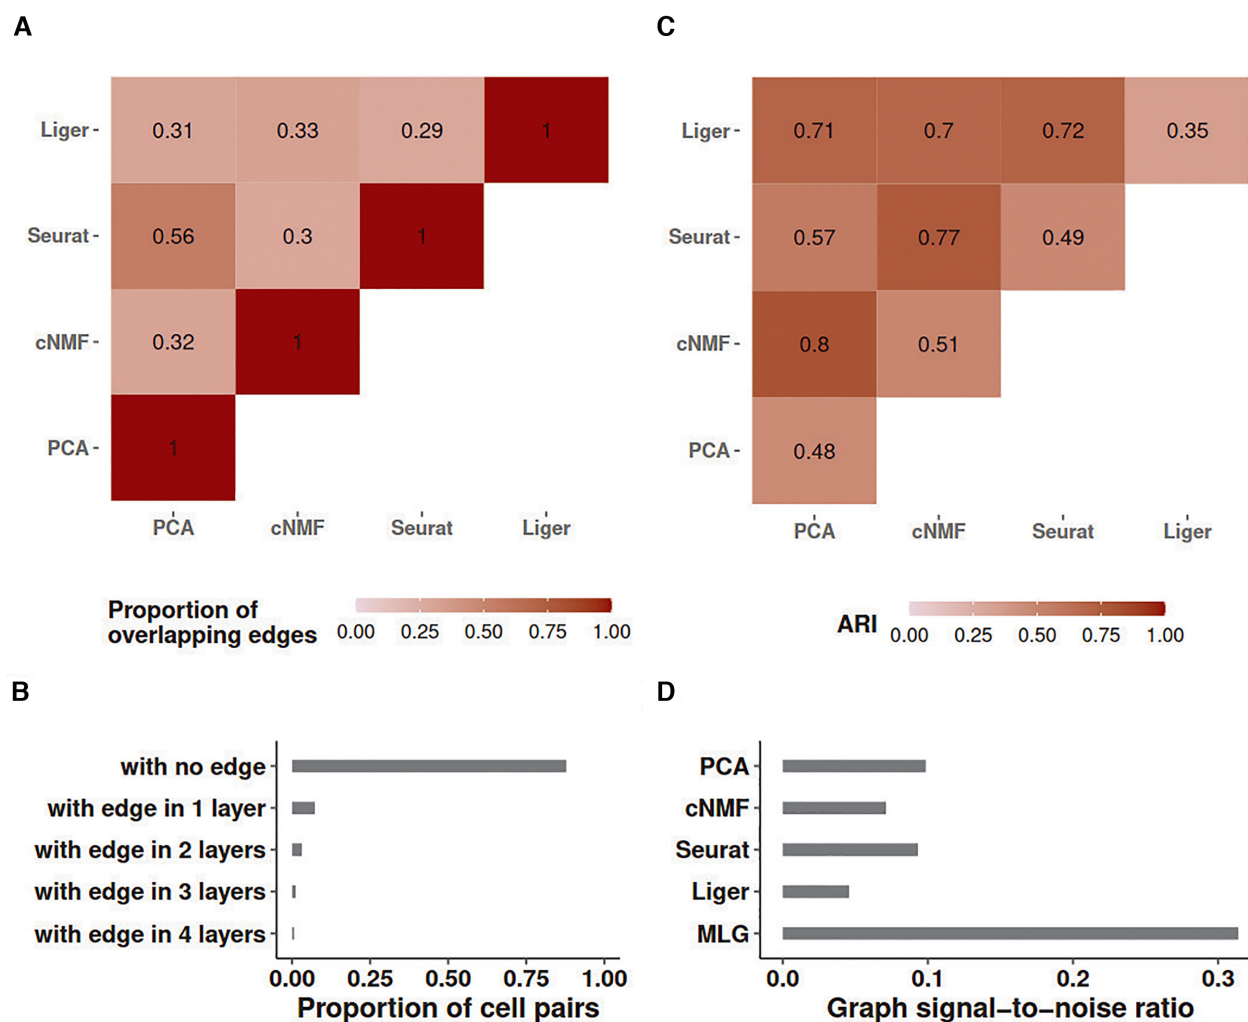 A
Liger
0.31 0.33 0.29 1
Seurat
0.56 0.3 1
cNMF
0.32 1
PCA
1
PCA cNMF Seurat Liger
Proportion of
overlapping edges
0.00 0.25 0.50 0.75 1.00
C
Liger
0.71 0.7 0.72 0.35
Seurat
0.57 0.77 0.49
cNMF
0.8 0.51
PCA
0.48
PCA cNMF Seurat Liger
ARI
0.00 0.25 0.50 0.75 1.00
B
with no edge
with edge in 1 layer
with edge in 2 layers
with edge in 3 layers
with edge in 4 layers
0.00 0.25 0.50 0.75 1.00
Proportion of cell pairs
D
PCA
cNMF
Seurat
Liger
MLG
0.0 0.1 0.2 0.3
Graph signal−to−noise ratio